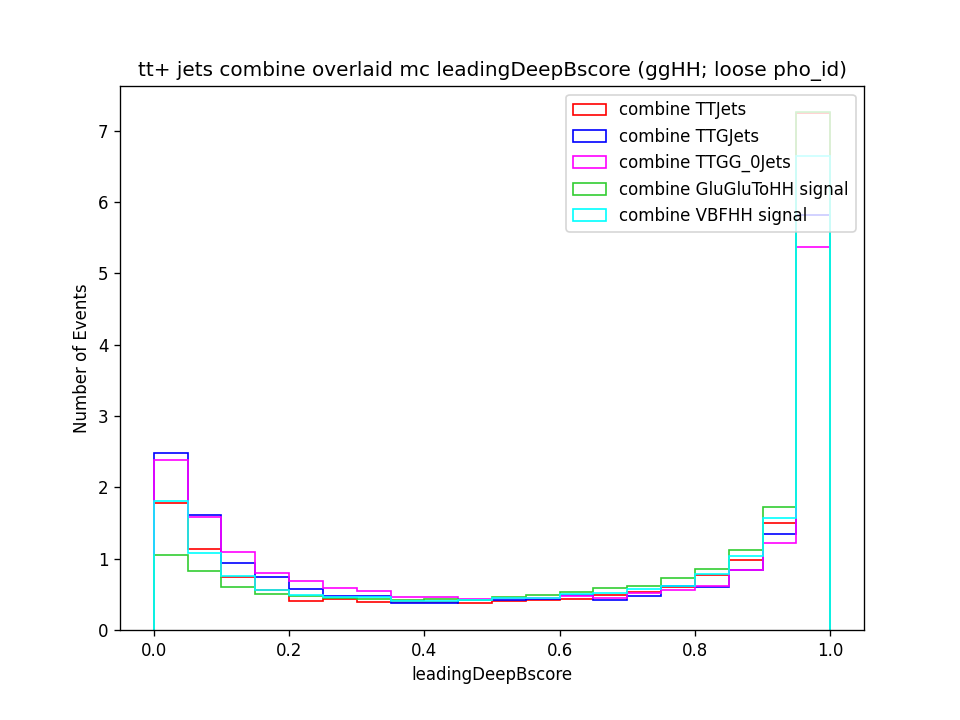 tt+ jets combine overlaid mc leadingDeepBscore (ggHH; loose pho_id)
combine TTJets
combine TTGJets
combine TTGG_0Jets
combine GluGluToHH signal
combine VBFHH signal
7
6
5
4
3
2
1
0
Number of Events
0.0 0.2 0.4 0.6 0.8 1.0
leadingDeepBscore